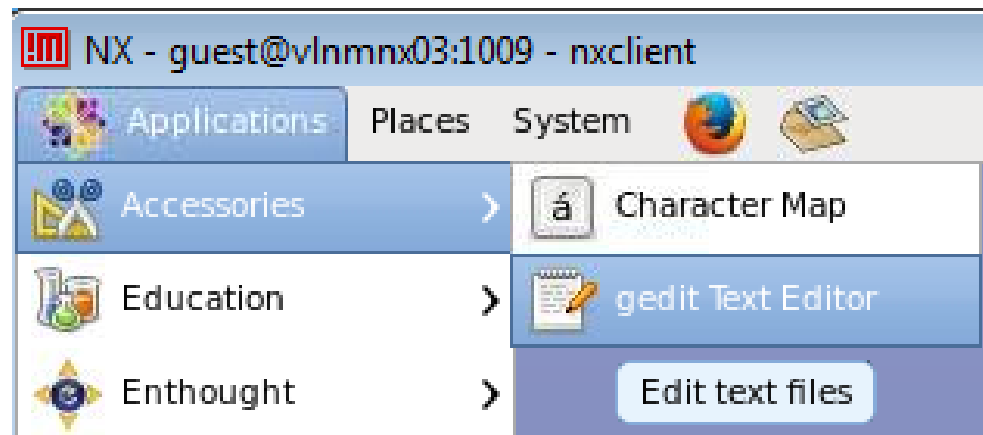 !M NX - guest@vlnmnx03:1009 - nxclient
Applications Places System
Accessories
á Character Map
Education
gedit Text Editor
Enthought
e
Edit text files